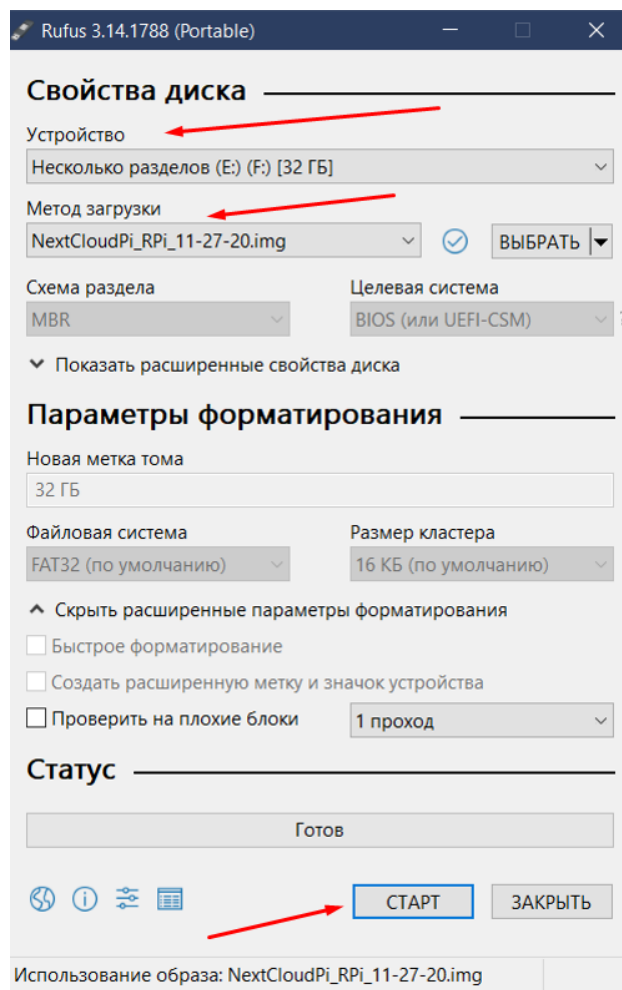 Rufus 3.14.1788 (Portable)
Свойства диска
Устройство
Несколько разделов (E:) (F:) [32 ГБ]
Метод загрузки
NextCloudPi_RPi_11-27-20.img
ВЫБРАТЬ
Схема раздела
Целевая система
MBR
BIOS (или UEFI-CSM)
Показать расширенные свойства диска
Параметры форматирования
Новая метка тома
32 ГБ
Файловая система
Размер кластера
FAT32 (по умолчанию)
16 КБ (по умолчанию)
Скрыть расширенные параметры форматирования
Быстрое форматирование
Создать расширенную метку и значок устройства
Проверить на плохие блоки
1 проход
Статус
Готов
СТАРТ
ЗАКРЫТЬ
Использование образа: NextCloudPi_RPi_11-27-20.img